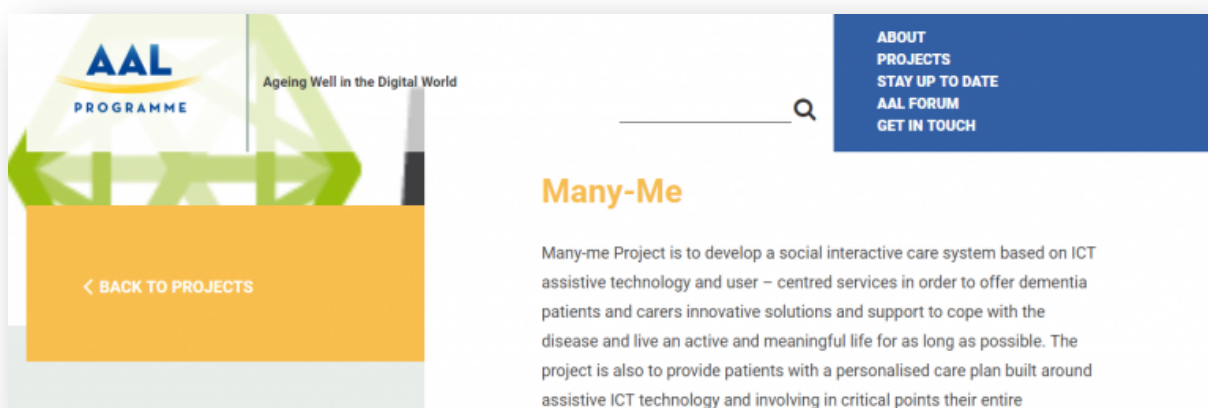 AAL
PROGRAMME
Ageing Well in the Digital World
ABOUT
PROJECTS
STAY UP TO DATE
AAL FORUM
GET IN TOUCH
< BACK TO PROJECTS
Many-Me
Many-me Project is to develop a social interactive care system based on ICT
assistive technology and user – centred services in order to offer dementia
patients and carers innovative solutions and support to cope with the
disease and live an active and meaningful life for as long as possible. The
project is also to provide patients with a personalised care plan built around
assistive ICT technology and involving in critical points their entire